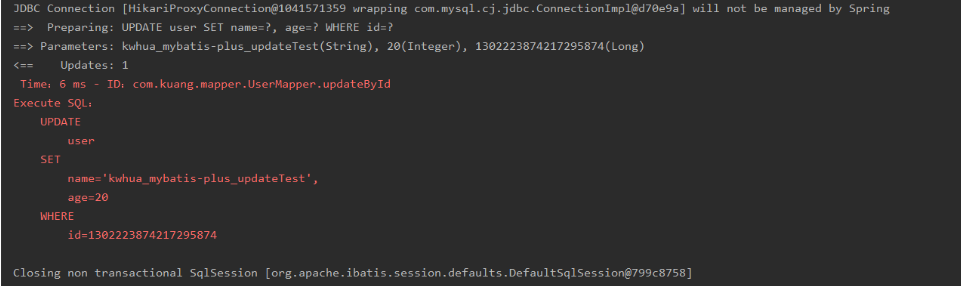 JDBC Connection [HikariProxyConnection@1041571359 wrapping com.mysql.cj.jdbc.ConnectionImpl@d70e9a] will not be managed by Spring
==>  Preparing: UPDATE user SET name=?, age=? WHERE id=?
==> Parameters: kwhua_mybatis-plus_updateTest(String), 20(Integer), 1302223874217295874(Long)
<==    Updates: 1
 Time：6 ms - ID：com.kuang.mapper.UserMapper.updateById
Execute SQL：
    UPDATE
        user
    SET
        name='kwhua_mybatis-plus_updateTest',
        age=20
    WHERE
        id=1302223874217295874
Closing non transactional SqlSession [org.apache.ibatis.session.defaults.DefaultSqlSession@799c8758]